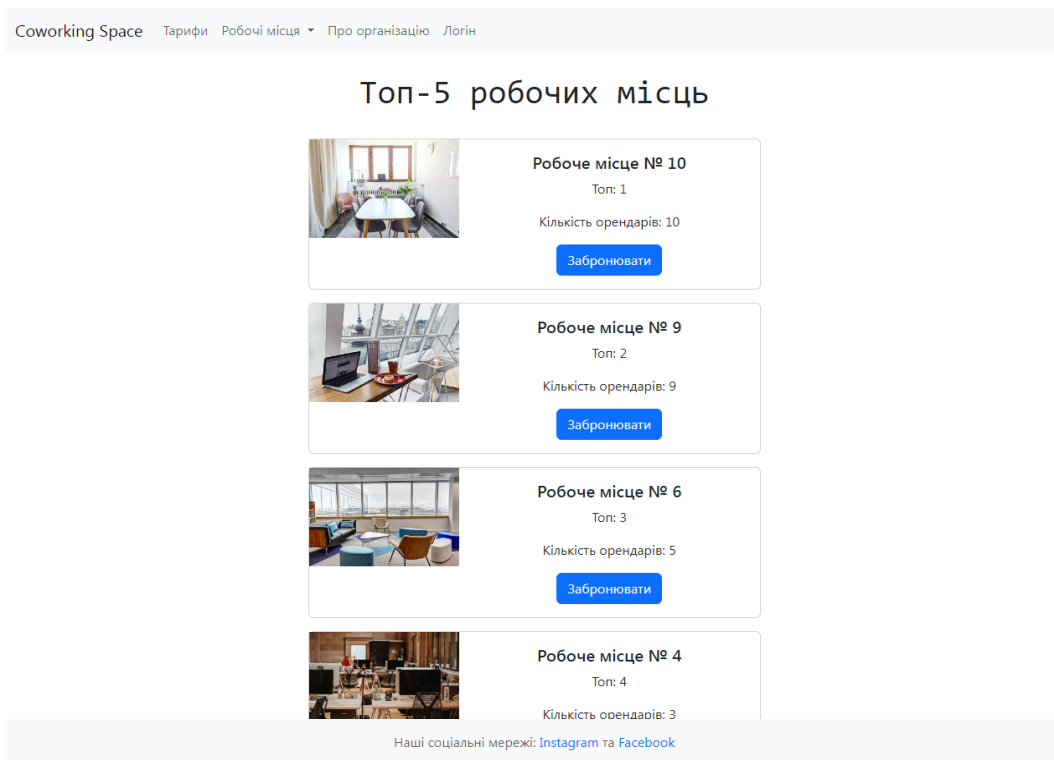 Coworking Space Тарифи Робочі місця Про організацію Логін
Топ-5 робочих місць
Робоче місце № 10
Топ: 1
Кількість орендарів: 10
Забронювати
Робоче місце № 9
Топ: 2
Кількість орендарів: 9
Забронювати
Робоче місце № 6
Топ: 3
Кількість орендарів: 5
Забронювати
Робоче місце № 4
Топ: 4
Кількість орендарів: 3
Наші соціальні мережі: Instagram та Facebook